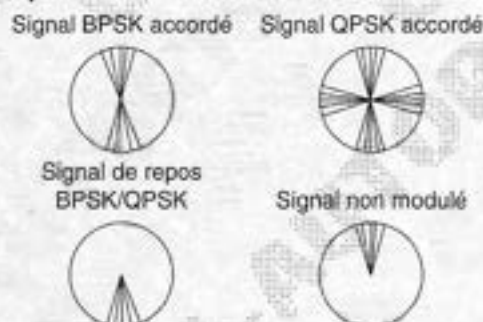 Signal BPSK accordé
Signal QPSK accordé
Signal de repos
BPSK/QPSK
Signal non modulé